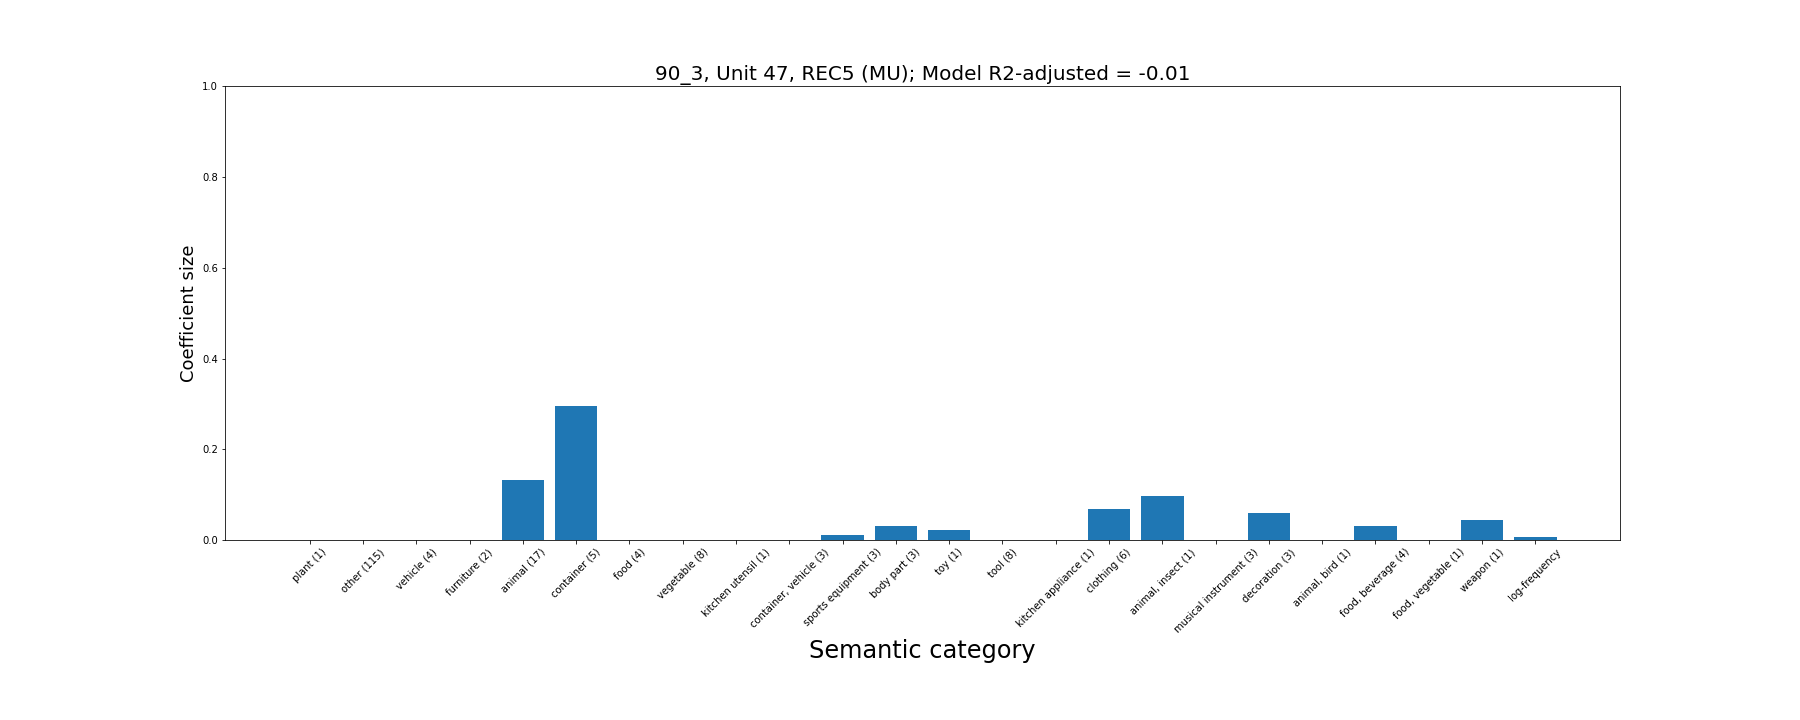 90_3, Unit 47, REC5 (MU); Model R2-adjusted = -0.01
Coefficient size
1.0
0.8
0.6
0.4
0.2
0.0
plant (1)
other (115)
vehicle (4)
furniture (2)
animal (17)
container (5)
food (4)
vegetable (8)
kitchen utensil (1)
container, vehicle (3)
sports equipment (3)
body part (3)
toy (1)
tool (8)
kitchen appliance (1)
clothing (6)
animal, insect (1)
musical instrument (3)
decoration (3)
animal, bird (1)
food, beverage (4)
food, vegetable (1)
weapon (1)
log-frequency
Semantic category